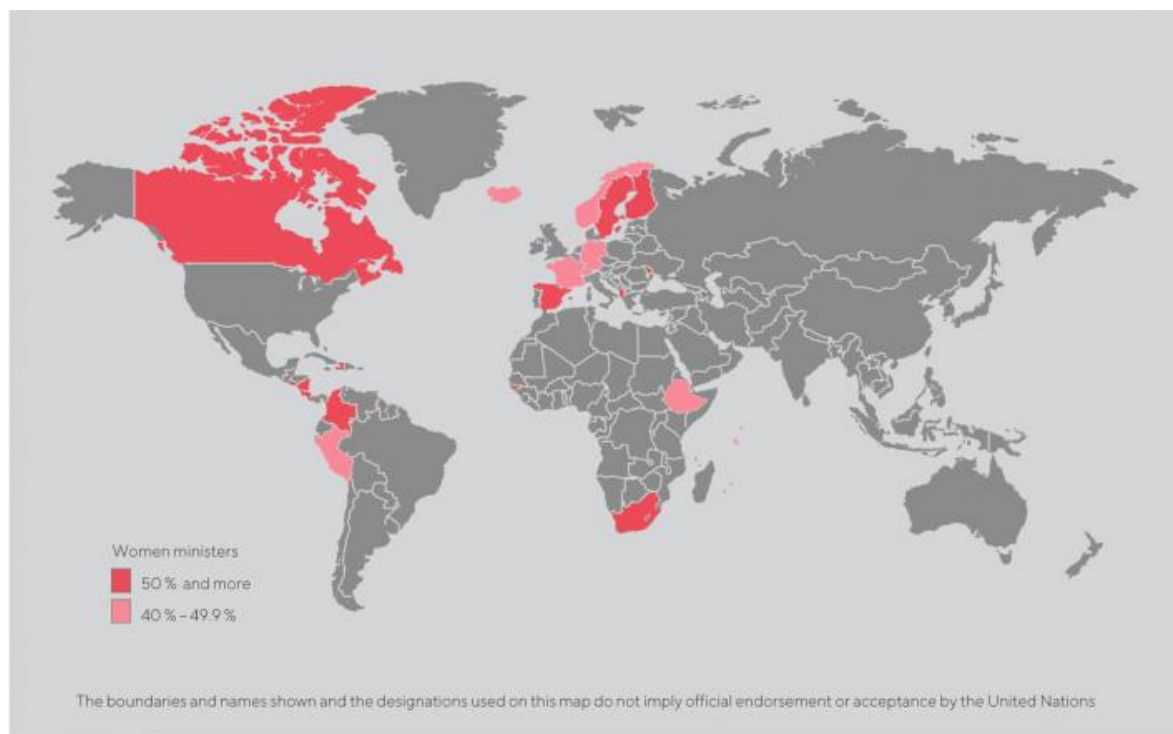 Women ministers
50 % and more
40 % – 49.9 %
The boundaries and names shown and the designations used on this map do not imply official endorsement or acceptance by the United Nations